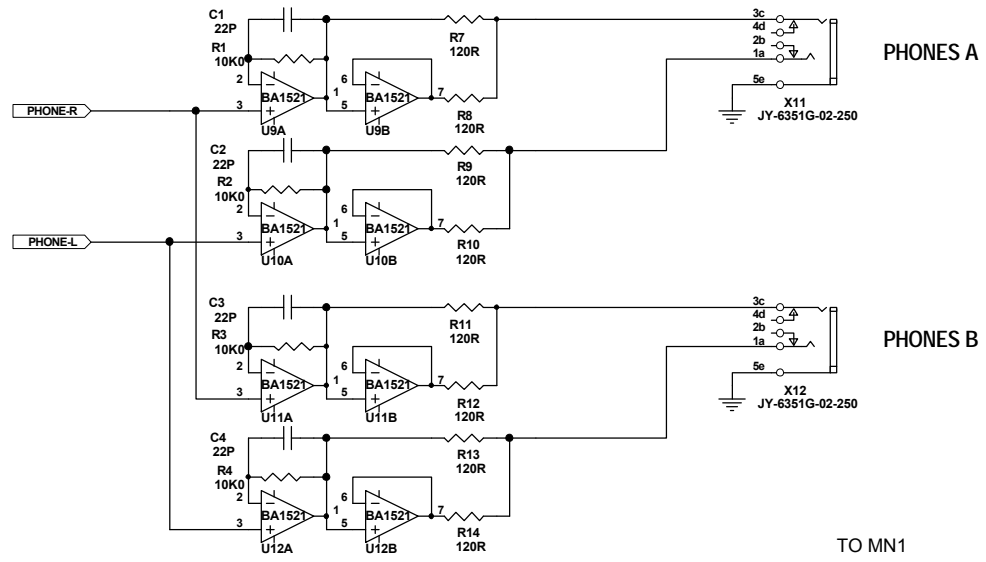 C1
22P
R1
10K0
2
3
BA1521
1
U9A
6
5
BA1521
7
U9B
R7
120R
R8
120R
3c
4d
2b
1a
5e
X11
JY-6351G-02-250
PHONES A
PHONE-R
C2
22P
R2
10K0
2
3
BA1521
1
U10A
6
5
BA1521
7
U10B
R9
120R
R10
120R
PHONE-L
C3
22P
R3
10K0
2
3
BA1521
1
U11A
6
5
BA1521
7
U11B
R11
120R
R12
120R
3c
4d
2b
1a
5e
X12
JY-6351G-02-250
PHONES B
C4
22P
R4
10K0
2
3
BA1521
1
U12A
6
5
BA1521
7
U12B
R13
120R
R14
120R
TO MN1